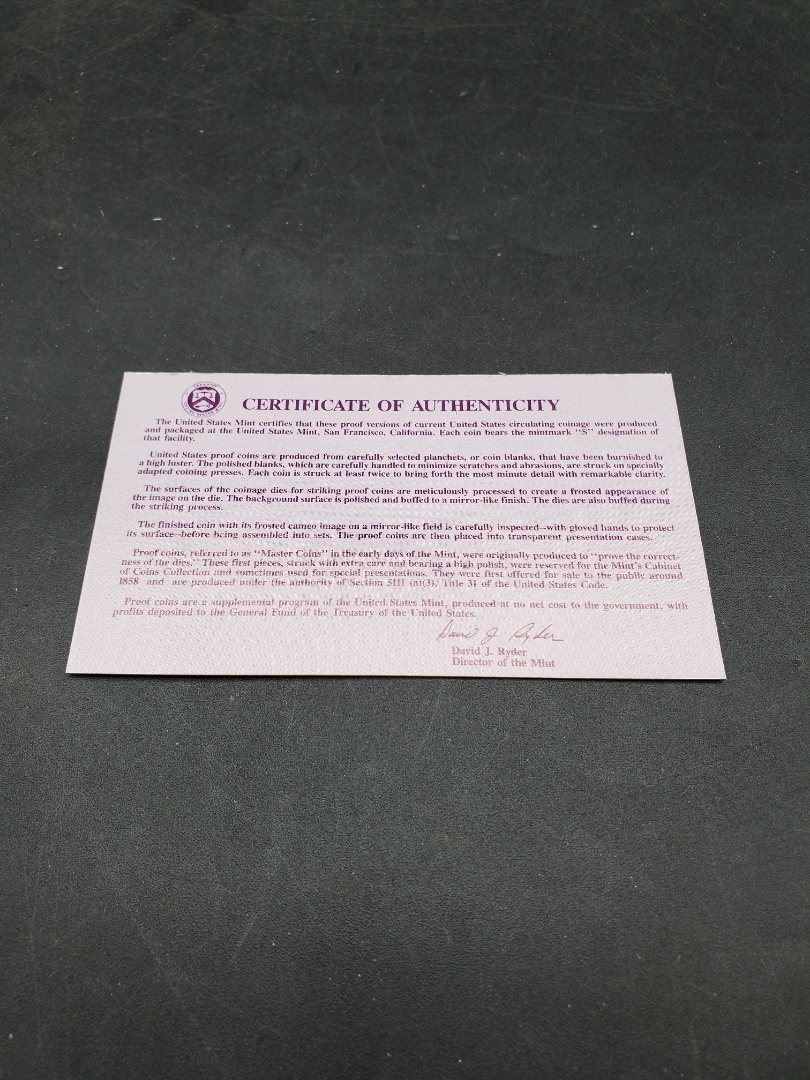 CERTIFICATE OF AUTHENTICITY
The United States Mint certifies that these proof versions of current United States circulating coinage were produced
and packaged at the United States Mint, San Francisco, California. Each coin bears the mintmark "S" designation of
that facility.
United States proof coins are produced from carefully selected planchets, or coin blanks, that have been burnished to
a high luster. The polished blanks, which are carefully handled to minimize scratches and abrasions, are struck on specially
adapted coining presses. Each coin is struck at least twice to bring forth the most minute detail with remarkable clarity.
The surfaces of the coinage dies for striking proof coins are meticulously processed to create a frosted appearance of
the image on the die. The background surface is polished and buffed to a mirror-like finish. The dies are also buffed during
the striking process.
The finished coin with its frosted cameo image on a mirror-like field is carefully inspected--with gloved hands to protect
its surface--before being assembled into sets. The proof coins are then placed into transparent presentation cases.
Proof coins, referred to as "Master Coins" in the early days of the Mint, were originally produced to "prove the correct-
ness of the dies." These first pieces, struck with extra care and bearing a high polish, were reserved for the Mint's Cabinet
of Coins Collection and sometimes used for special presentations. They were first offered for sale to the public around
1858 and are produced under the authority of Section 5111 (a)(3), Title 31 of the United States Code.
Proof coins are a supplemental program of the United States Mint, produced at no net cost to the government, with
profits deposited to the General Fund of the Treasury of the United States.
David J. Ryder
David J. Ryder
Director of the Mint